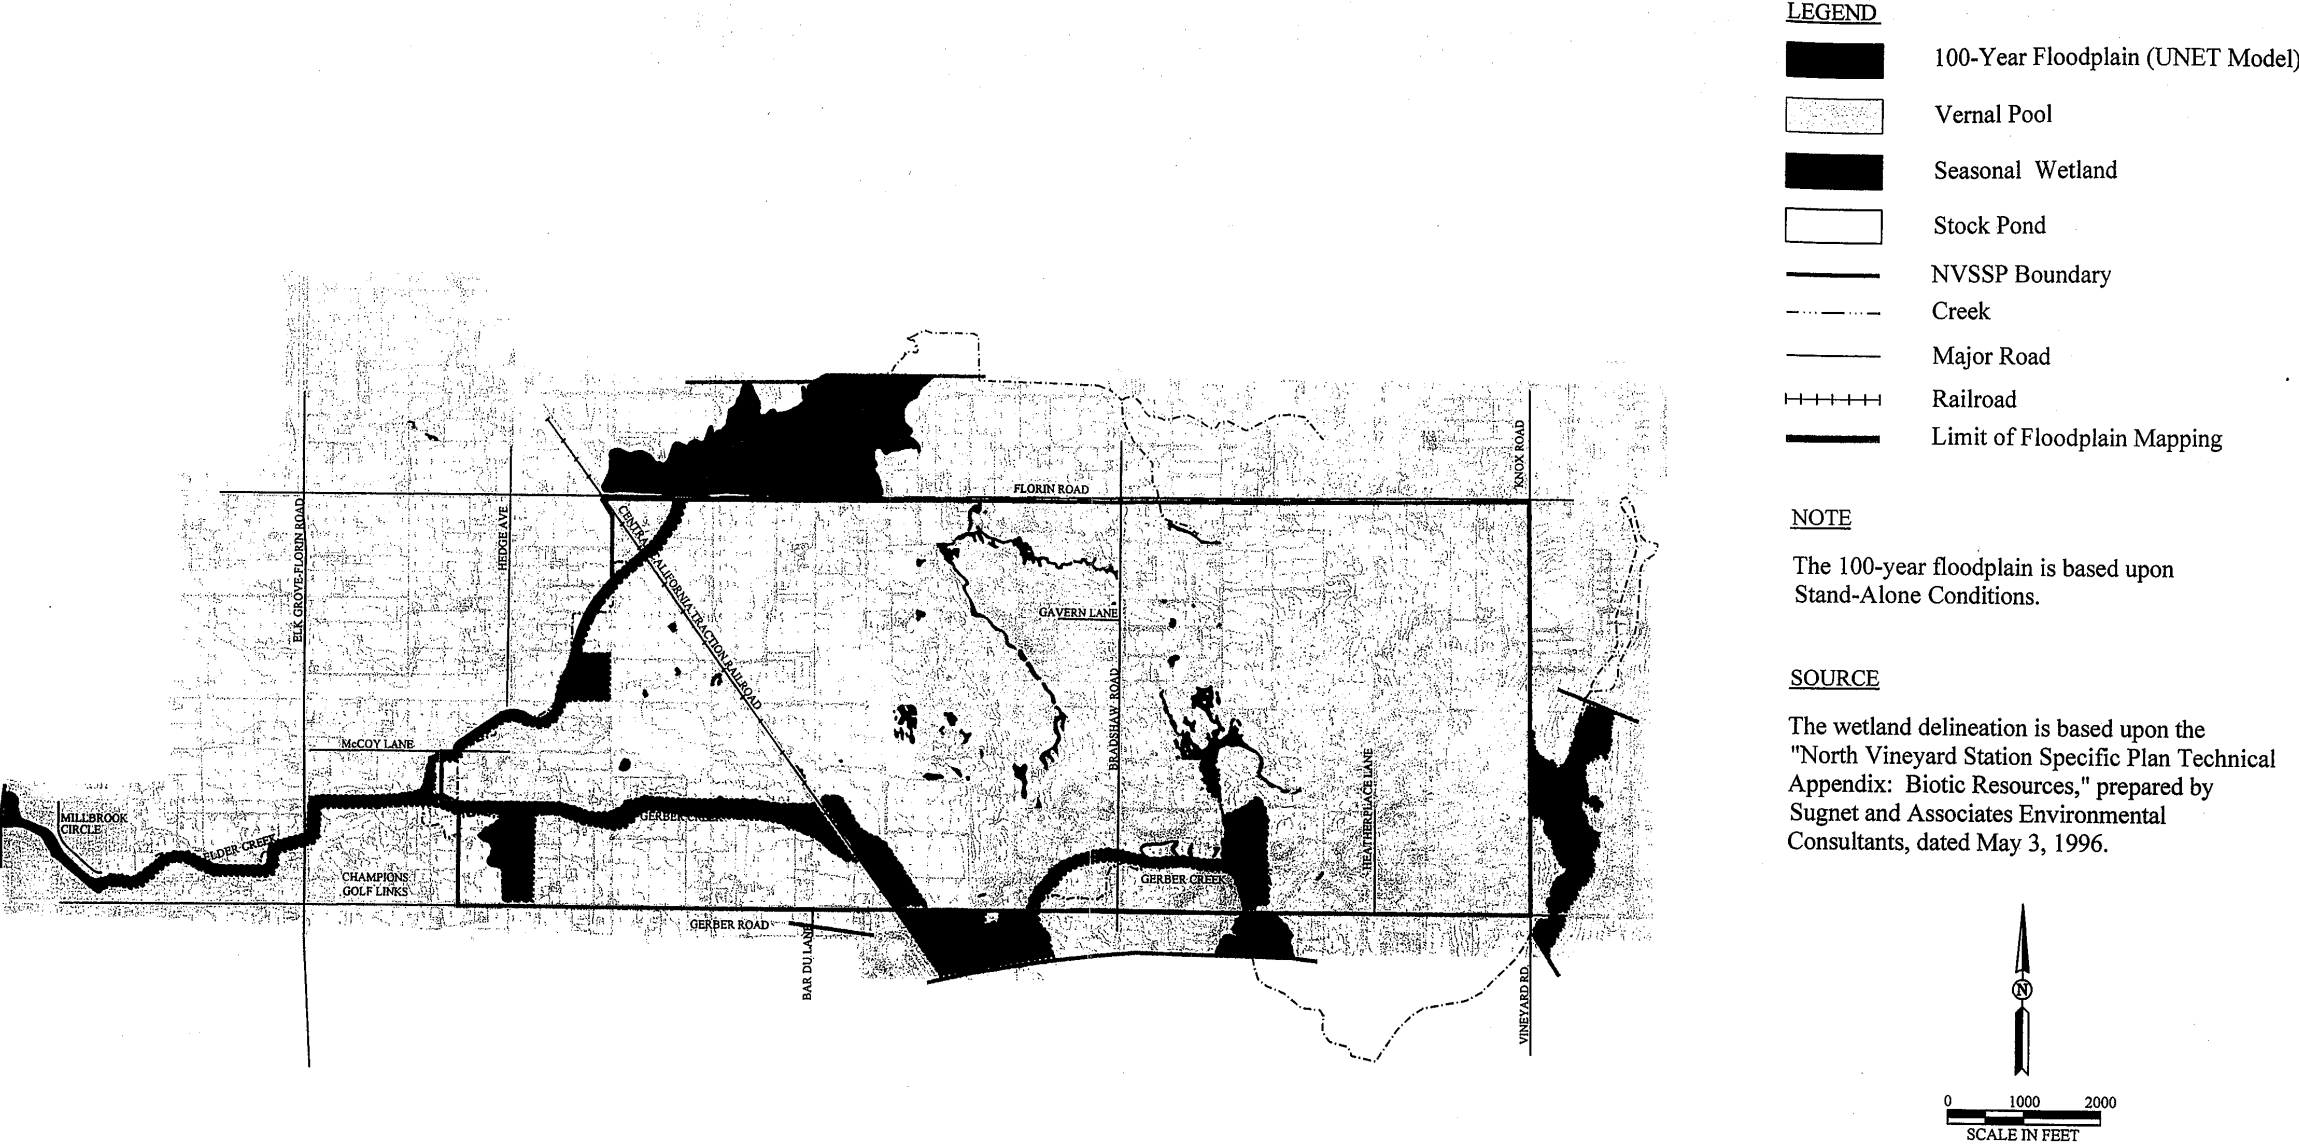 LEGEND
100-Year Floodplain (UNET Model)
Vernal Pool
Seasonal Wetland
Stock Pond
NVSSP Boundary
Creek
Major Road
Railroad
Limit of Floodplain Mapping
NOTE
The 100-year floodplain is based upon
Stand-Alone Conditions.
SOURCE
The wetland delineation is based upon the
"North Vineyard Station Specific Plan Technical
Appendix: Biotic Resources," prepared by
Sugnet and Associates Environmental
Consultants, dated May 3, 1996.
N
0 1000 2000
SCALE IN FEET
KNOX ROAD
FLORIN ROAD
ELK GROVE-FLORIN ROAD
HEDGE AVE
CENTRAL CALIFORNIA TRACTION RAILROAD
GAVERN LANE
BRADSHAW ROAD
McCOY LANE
HEATHERPLACE LANE
MILLBROOK
CIRCLE
GERBER CREEK
ELDER CREEK
CHAMPIONS
GOLF LINKS
GERBER CREEK
GERBER ROAD
BAR DU LANE
VINEYARD RD.